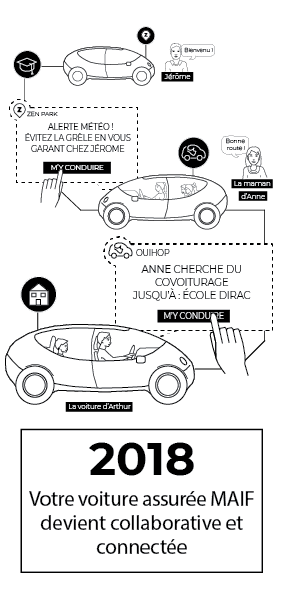 Bienvenu !
Jérôme
ZEN PARK
ALERTE MÉTÉO !
ÉVITEZ LA GRÊLE EN VOUS
GARANT CHEZ JÉROME
M'Y CONDUIRE
Bonne
route !
La maman
d'Anne
OUIHOP
ANNE CHERCHE DU
COVOITURAGE
JUSQU'À : ÉCOLE DIRAC
M'Y CONDUIRE
La voiture d'Arthur
2018
Votre voiture assurée MAIF
devient collaborative et
connectée